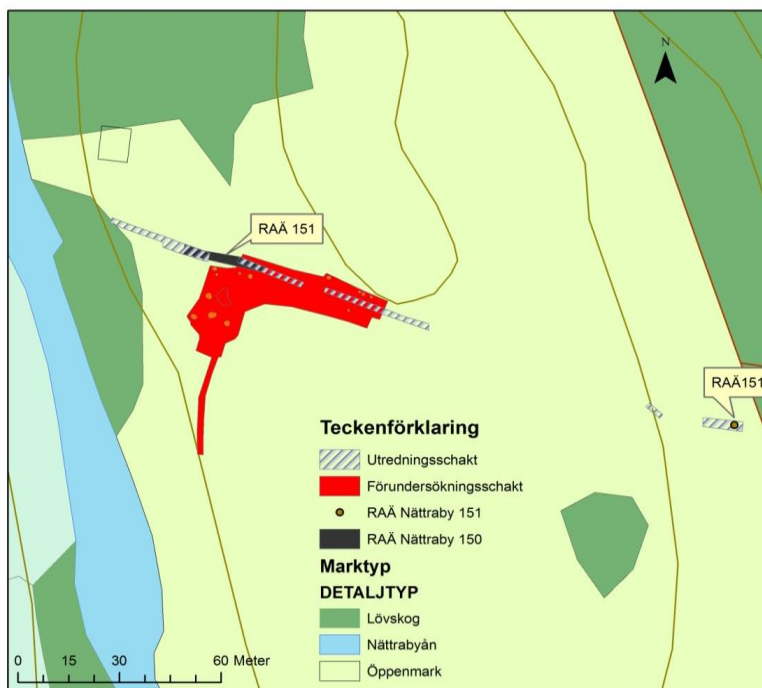 N
RAÄ 151
RAÄ151
Teckenförklaring
Utredningsschakt
Förundersökningsschakt
RAÄ Nättraby 151
RAÄ Nättraby 150
Marktyp
DETALJTYP
Lövskog
Nättrabyån
Öppenmark
0 15 30 60 Meter